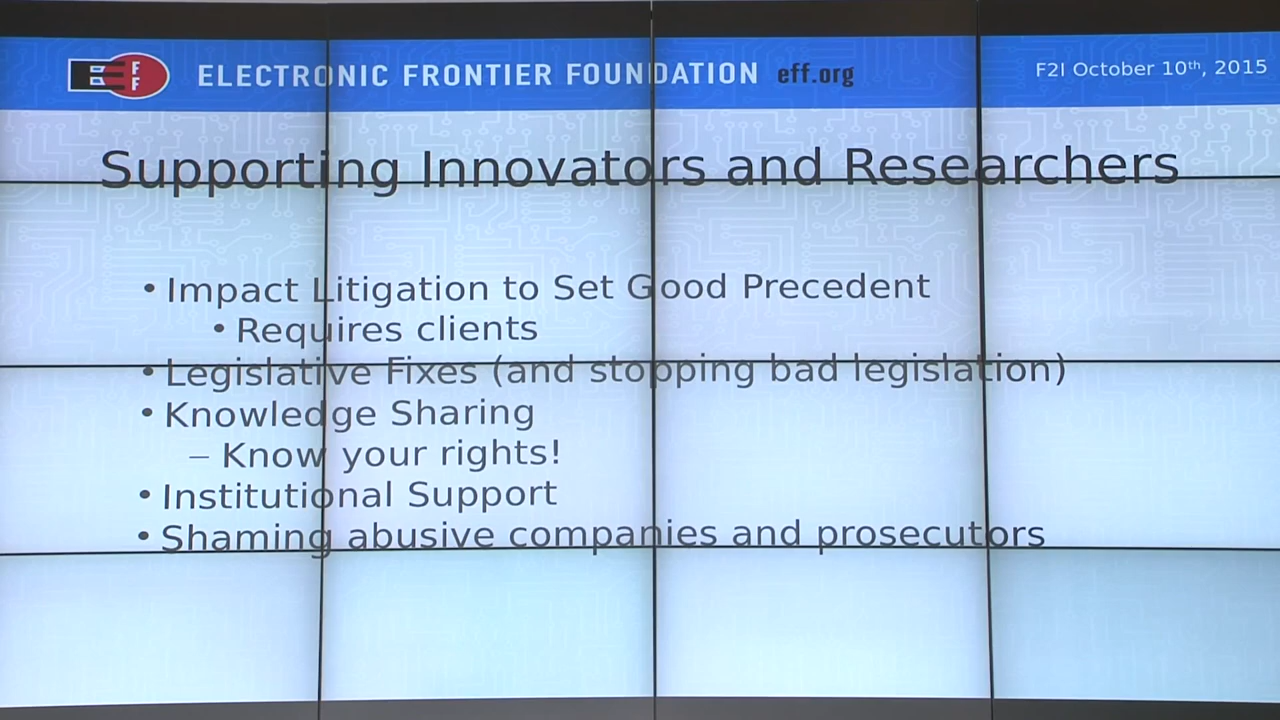 EFF ELECTRONIC FRONTIER FOUNDATION eff.org F2I October 10th, 2015
Supporting Innovators and Researchers
• Impact Litigation to Set Good Precedent
• Requires clients
• Legislative Fixes (and stopping bad legislation)
• Knowledge Sharing
– Know your rights!
• Institutional Support
• Shaming abusive companies and prosecutors